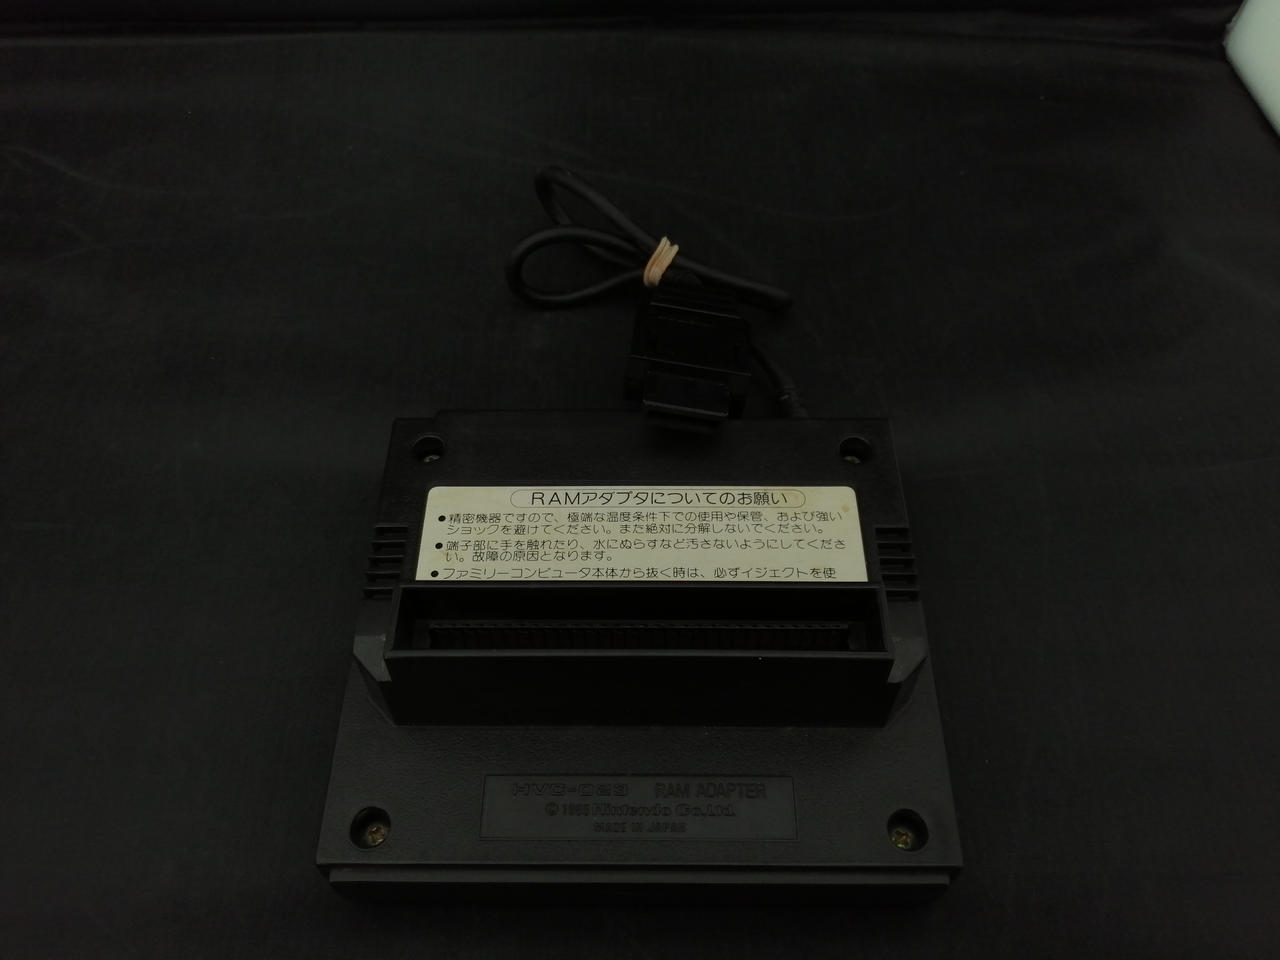 RAMアダプタについてのお願い
●精密機器ですので、極端な温度条件下での使用や保管、および強い
ショックを避けてください。また絶対に分解しないでください。
●端子部に手を触れたり、水にぬらすなど汚さないようにしてくださ
い。故障の原因となります。
●ファミリーコンピュータ本体から抜く時は、必ずイジェクトを使
HVC-023 RAM ADAPTER
© 1985 Nintendo Co.,Ltd.
MADE IN JAPAN